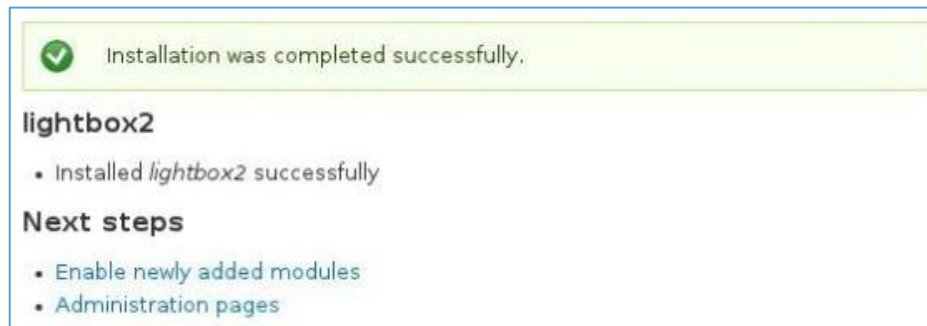 Installation was completed successfully.
lightbox2
• Installed lightbox2 successfully
Next steps
• Enable newly added modules
• Administration pages